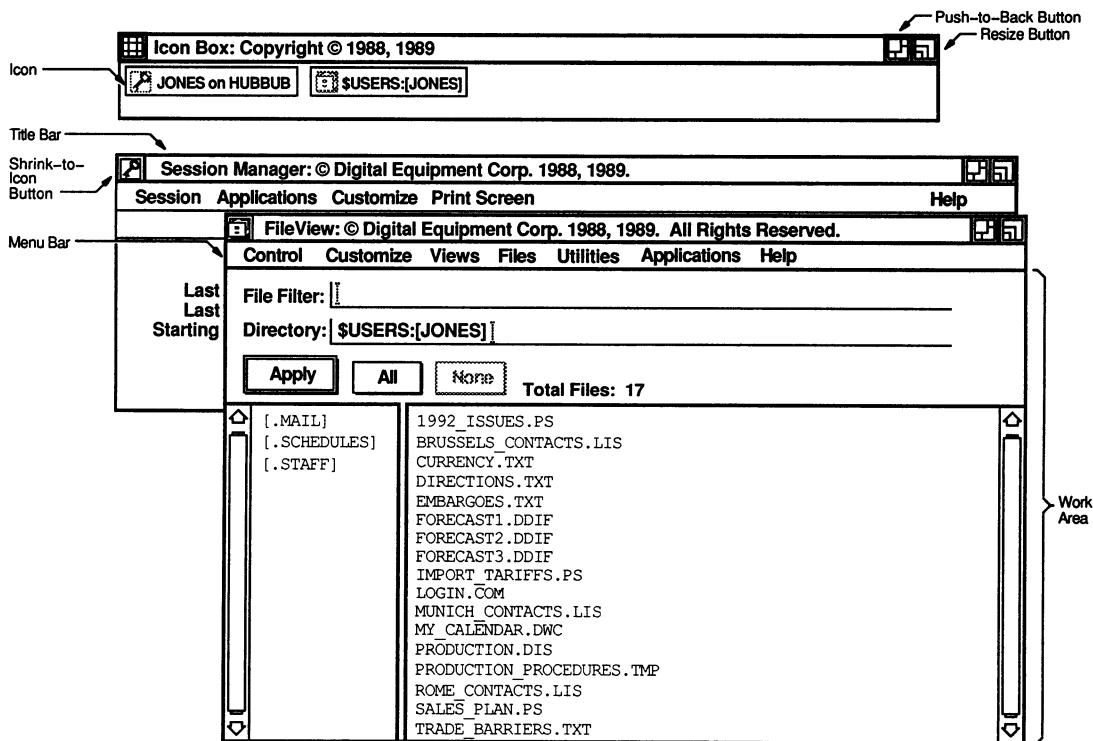 Push-to-Back Button
Resize Button
Icon Box: Copyright © 1988, 1989
Icon
JONES on HUBBUB
$USERS:[JONES]
Title Bar
Shrink-to-
Icon
Button
Session Manager: © Digital Equipment Corp. 1988, 1989.
Session Applications Customize Print Screen Help
Menu Bar
FileView: © Digital Equipment Corp. 1988, 1989. All Rights Reserved.
Control Customize Views Files Utilities Applications Help
Last
Last
Starting
File Filter:
Directory: $USERS:[JONES]
Apply All None Total Files: 17
[.MAIL]
[.SCHEDULES]
[.STAFF]
1992_ISSUES.PS
BRUSSELS_CONTACTS.LIS
CURRENCY.TXT
DIRECTIONS.TXT
EMBARGOES.TXT
FORECAST1.DDIF
FORECAST2.DDIF
FORECAST3.DDIF
IMPORT_TARIFFS.PS
LOGIN.COM
MUNICH_CONTACTS.LIS
MY_CALENDAR.DWC
PRODUCTION.DIS
PRODUCTION_PROCEDURES.TMP
ROME_CONTACTS.LIS
SALES_PLAN.PS
TRADE_BARRIERS.TXT
Work
Area